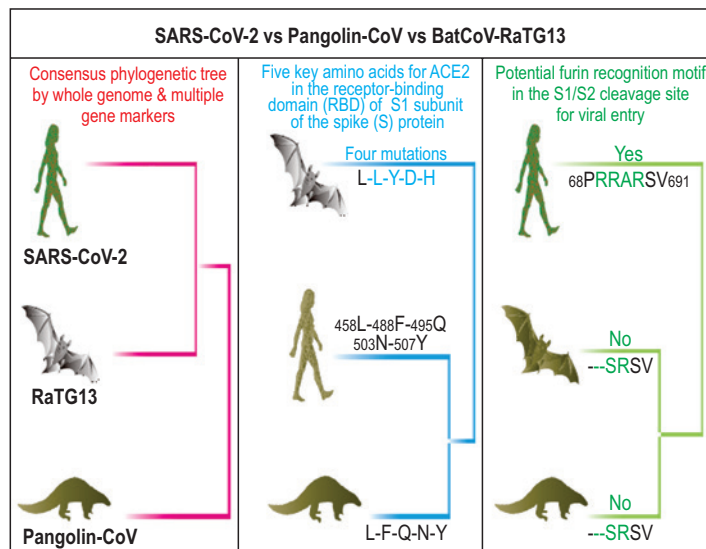 SARS-CoV-2 vs Pangolin-CoV vs BatCoV-RaTG13
Consensus phylogenetic tree
by whole genome & multiple
gene markers
SARS-CoV-2
RaTG13
Pangolin-CoV
Five key amino acids for ACE2
in the receptor-binding
domain (RBD) of S1 subunit
of the spike (S) protein
Four mutations
L-L-Y-D-H
458L-488F-495Q
503N-507Y
L-F-Q-N-Y
Potential furin recognition motif
in the S1/S2 cleavage site
for viral entry
Yes
68PRRARSV691
No
---SRSV
No
---SRSV